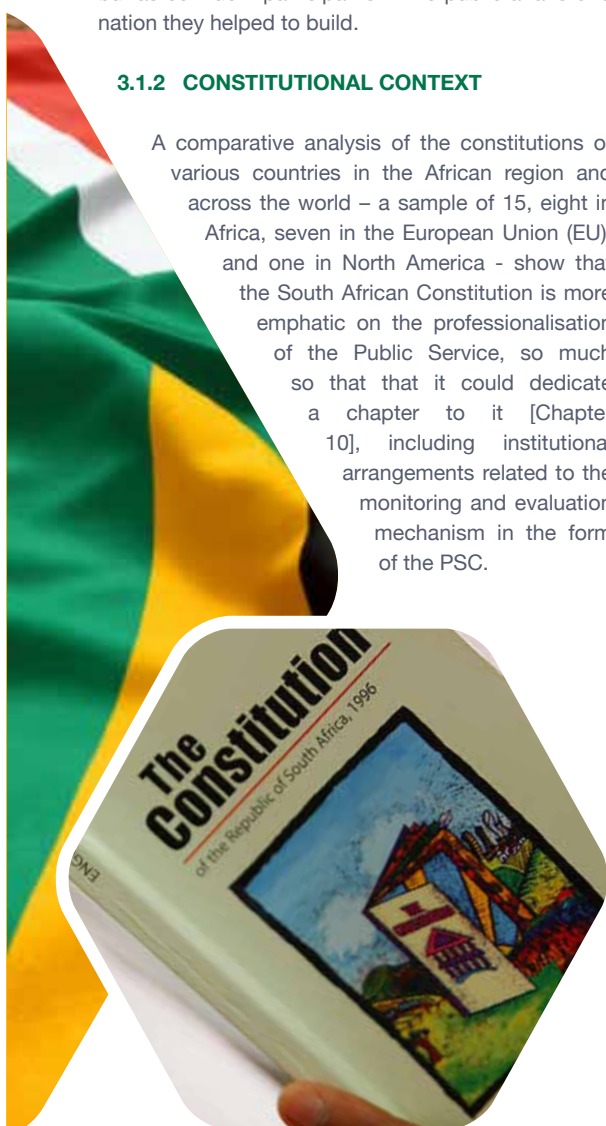 nation they helped to build.
3.1.2 CONSTITUTIONAL CONTEXT
A comparative analysis of the constitutions o
various countries in the African region and
across the world – a sample of 15, eight in
Africa, seven in the European Union (EU)
and one in North America - show that
the South African Constitution is more
emphatic on the professionalisation
of the Public Service, so much
so that that it could dedicate
a chapter to it [Chapte
10], including institutiona
arrangements related to the
monitoring and evaluation
mechanism in the form
of the PSC.
The
Constitution
of the Republic of South Africa, 1996
ENG